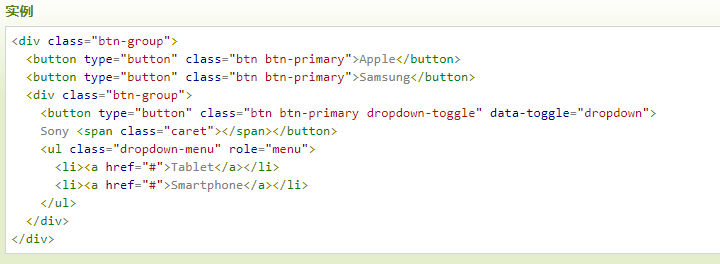 实例
<div class="btn-group">
  <button type="button" class="btn btn-primary">Apple</button>
  <button type="button" class="btn btn-primary">Samsung</button>
  <div class="btn-group">
    <button type="button" class="btn btn-primary dropdown-toggle" data-toggle="dropdown">
    Sony <span class="caret"></span></button>
    <ul class="dropdown-menu" role="menu">
      <li><a href="#">Tablet</a></li>
      <li><a href="#">Smartphone</a></li>
    </ul>
  </div>
</div>